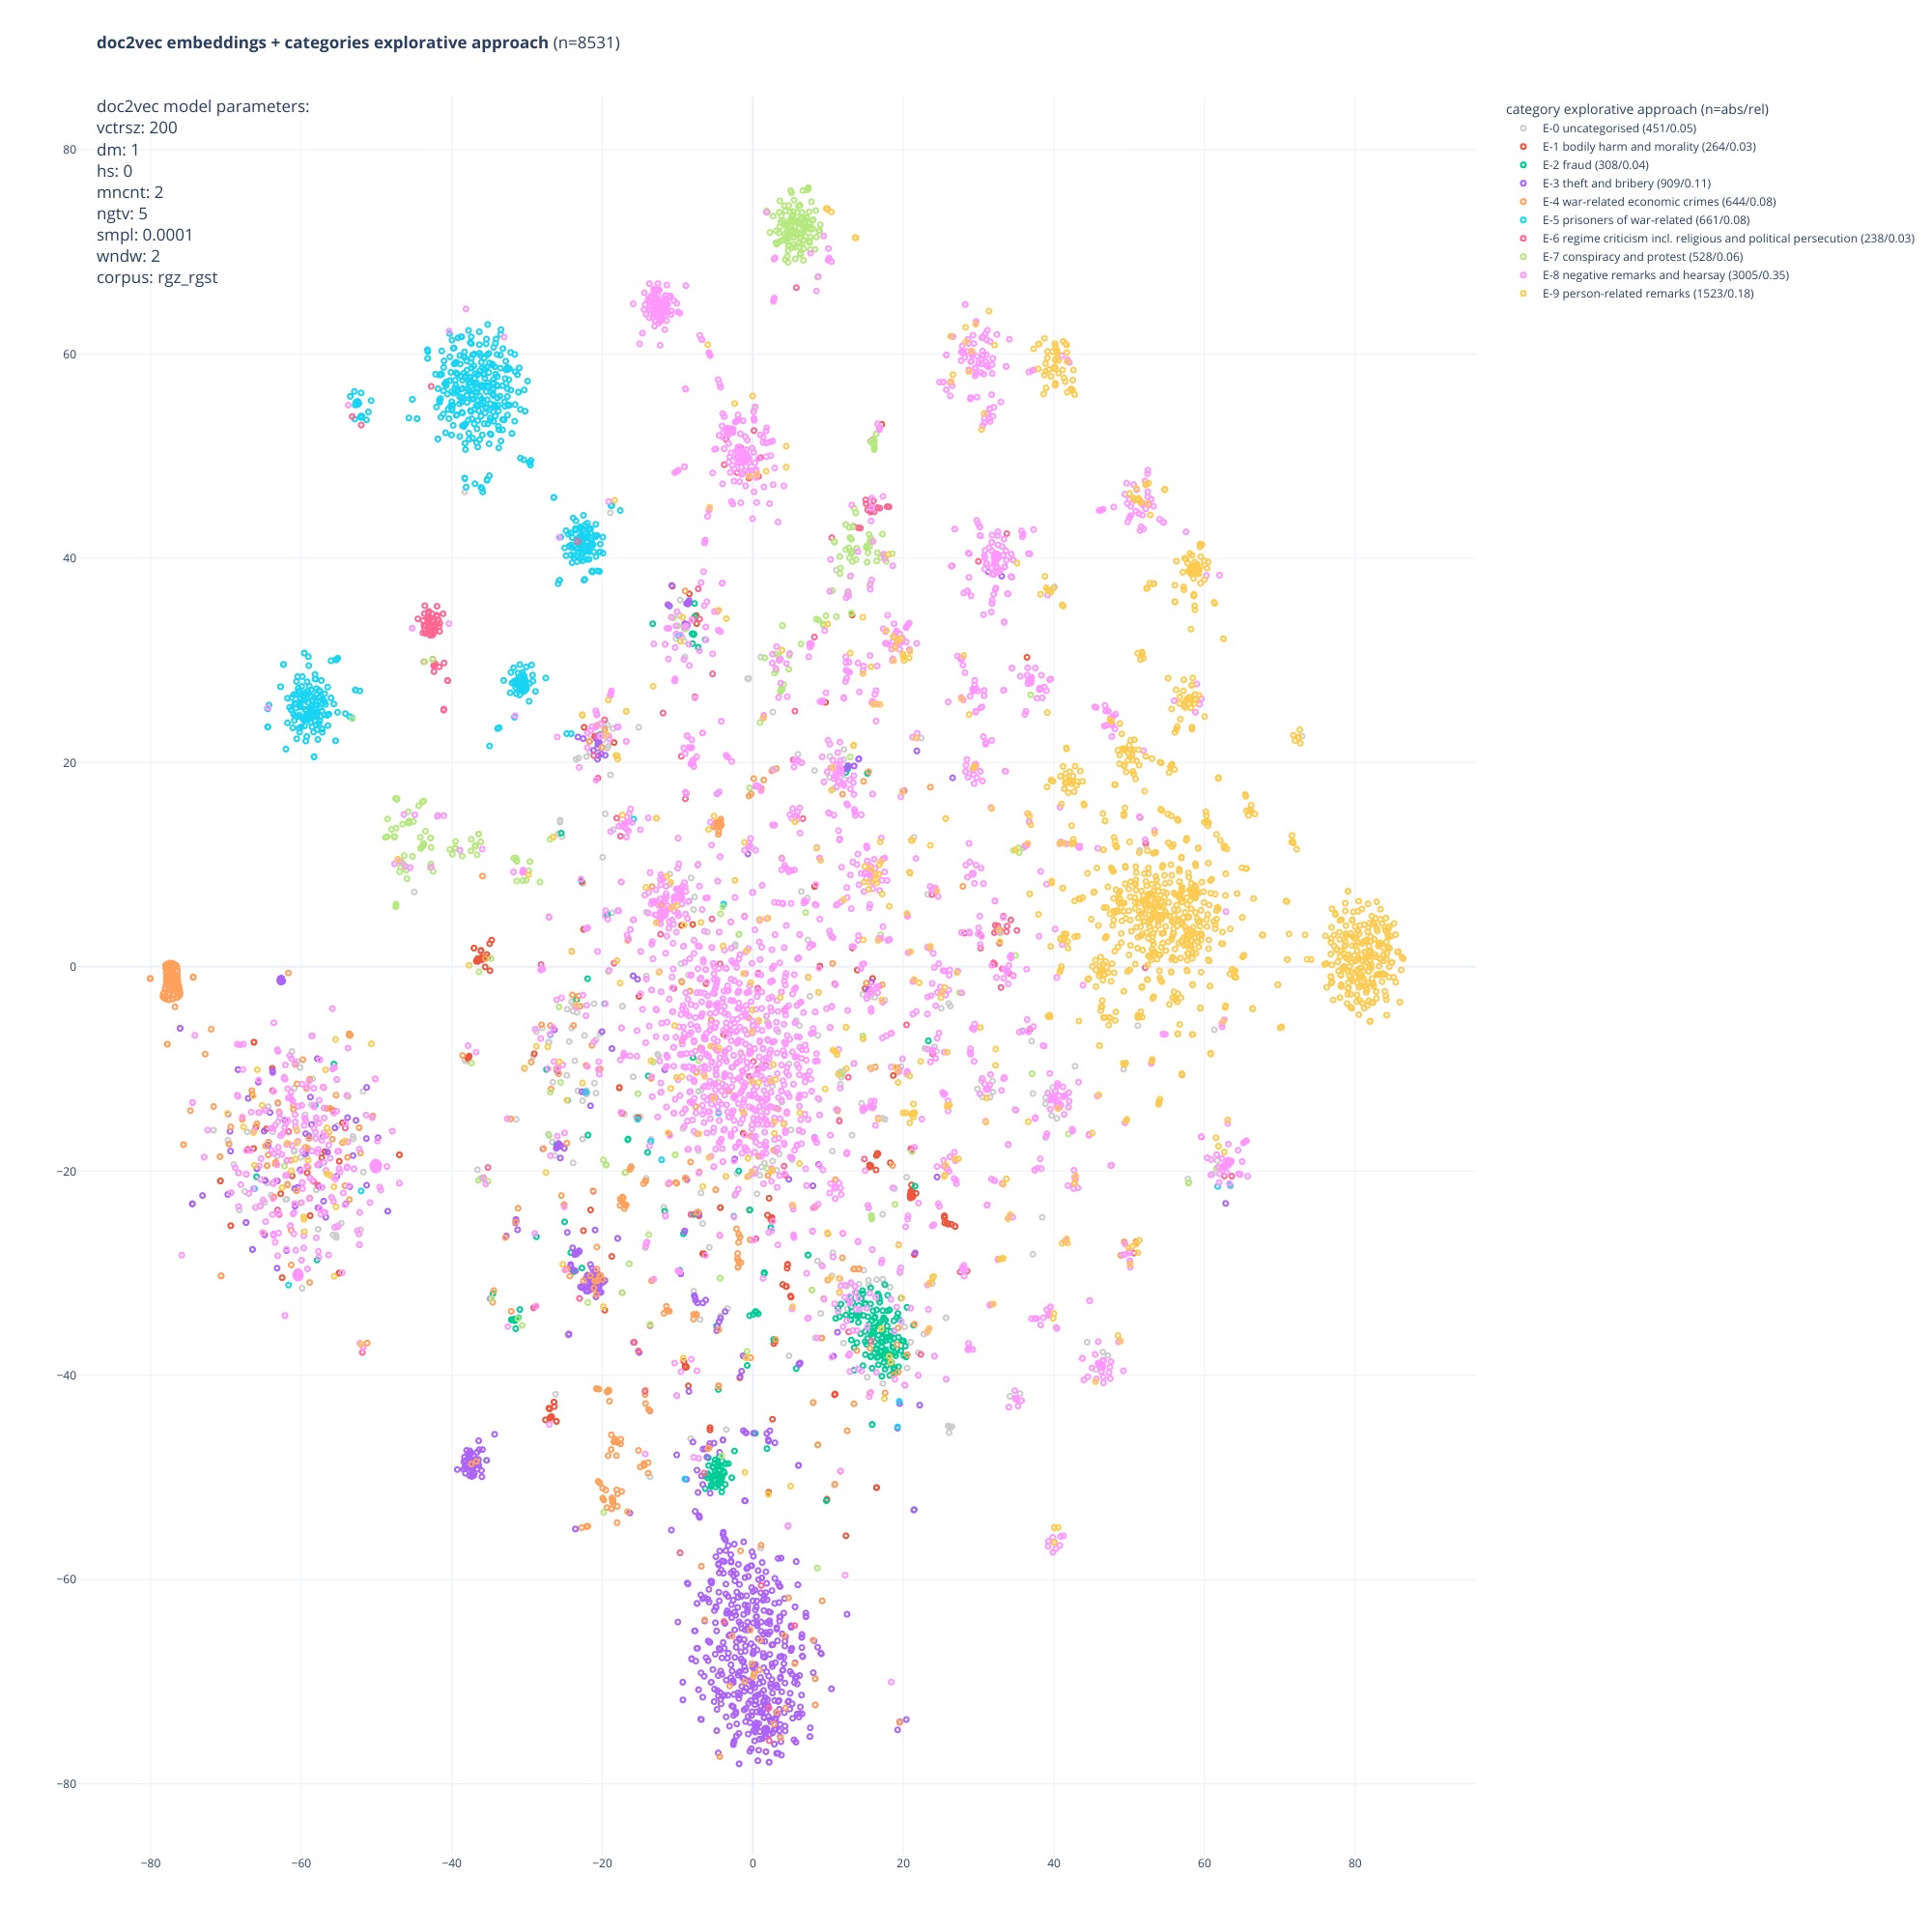 doc2vec embeddings + categories explorative approach (n=8531)
doc2vec model parameters:
vctrsz: 200
dm: 1
hs: 0
mncnt: 2
ngtv: 5
smpl: 0.0001
wndw: 2
corpus: rgz_rgst
category explorative approach (n=abs/rel)
E-0 uncategorised (451/0.05)
E-1 bodily harm and morality (264/0.03)
E-2 fraud (308/0.04)
E-3 theft and bribery (909/0.11)
E-4 war-related economic crimes (644/0.08)
E-5 prisoners of war-related (661/0.08)
E-6 regime criticism incl. religious and political persecution (238/0.03)
E-7 conspiracy and protest (528/0.06)
E-8 negative remarks and hearsay (3005/0.35)
E-9 person-related remarks (1523/0.18)
80
60
40
20
0
−20
−40
−60
−80
−80
−60
−40
−20
0
20
40
60
80